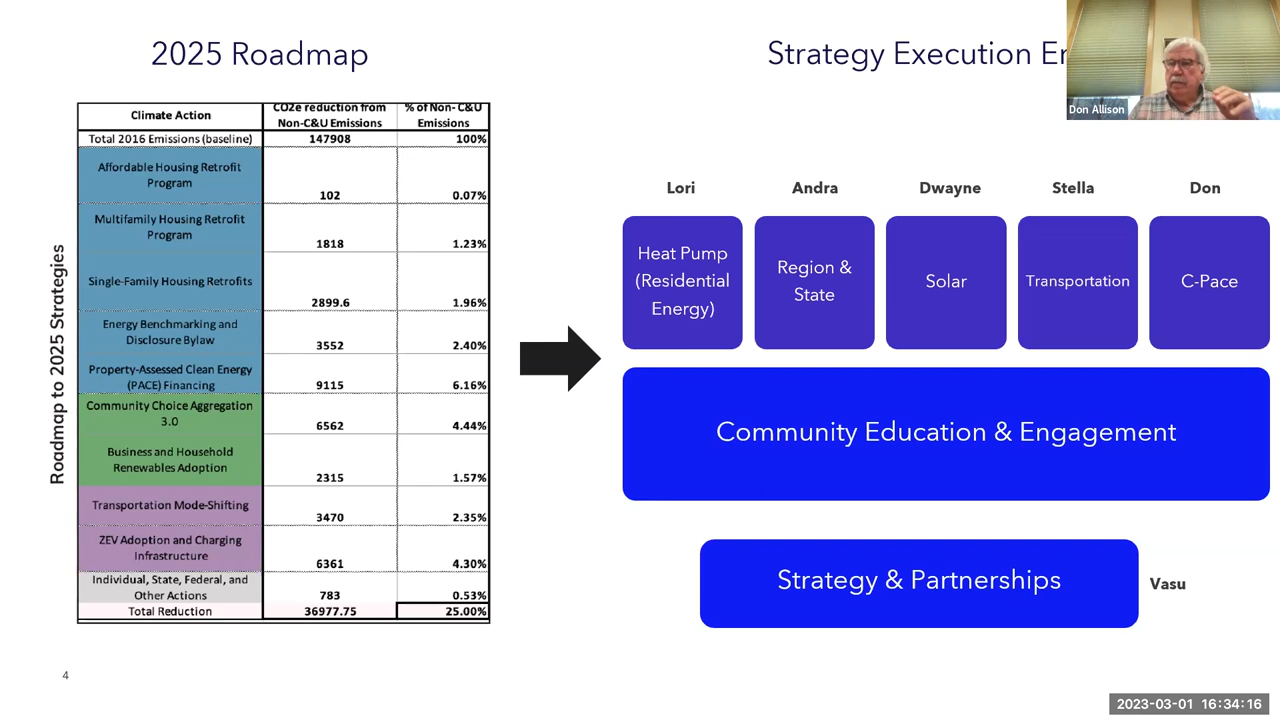 2025 Roadmap
Strategy Execution
Don Allison
Roadmap to 2025 Strategies
Climate Action
CO2e reduction from
Non-C&U Emissions
% of Non- C&U
Emissions
Total 2016 Emissions (baseline) 147908 100%
Affordable Housing Retrofit
Program
102 0.07%
Multifamily Housing Retrofit
Program
1818 1.23%
Single-Family Housing Retrofits
2899.6 1.96%
Energy Benchmarking and
Disclosure Bylaw
3552 2.40%
Property-Assessed Clean Energy
(PACE) Financing
9115 6.16%
Community Choice Aggregation
3.0
6562 4.44%
Business and Household
Renewables Adoption
2315 1.57%
Transportation Mode-Shifting
3470 2.35%
ZEV Adoption and Charging
Infrastructure
6361 4.30%
Individual, State, Federal, and
Other Actions
783 0.53%
Total Reduction 36977.75 25.00%
Lori
Andra
Dwayne
Stella
Don
Heat Pump
(Residential
Energy)
Region &
State
Solar
Transportation
C-Pace
Community Education & Engagement
Strategy & Partnerships
Vasu
4
2023-03-01 16:34:16